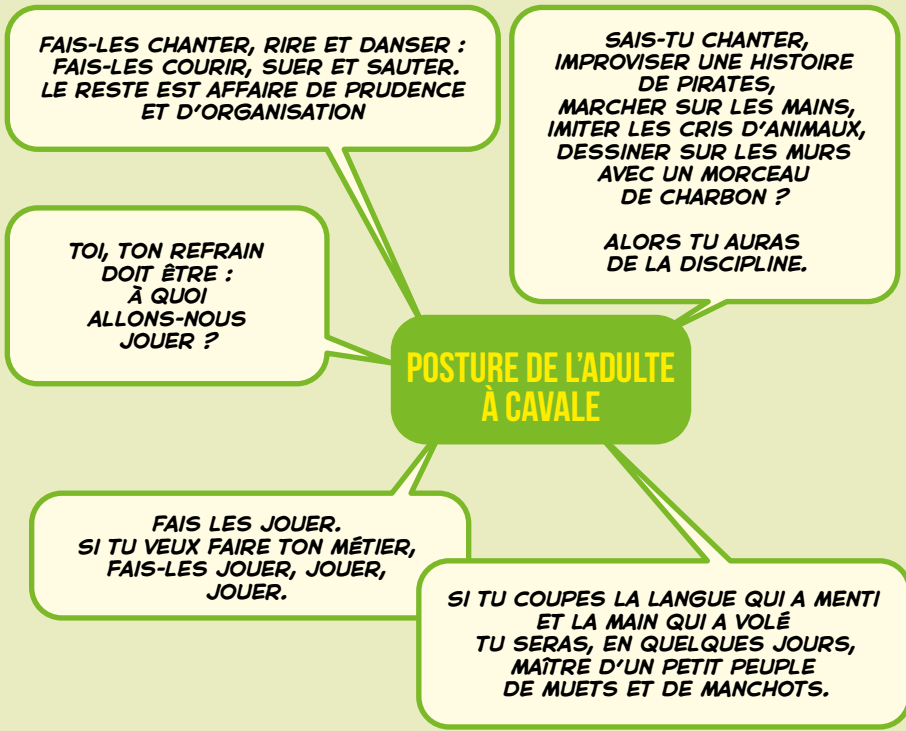 FAIS-LES CHANTER, RIRE ET DANSER :
FAIS-LES COURIR, SUER ET SAUTER.
LE RESTE EST AFFAIRE DE PRUDENCE
ET D'ORGANISATION
SAIS-TU CHANTER,
IMPROVISER UNE HISTOIRE
DE PIRATES,
MARCHER SUR LES MAINS,
IMITER LES CRIS D'ANIMAUX,
DESSINER SUR LES MURS
AVEC UN MORCEAU
DE CHARBON ?
ALORS TU AURAS
DE LA DISCIPLINE.
TOI, TON REFRAIN
DOIT ÊTRE :
À QUOI
ALLONS-NOUS
JOUER ?
POSTURE DE L'ADULTE
À CAVALE
FAIS LES JOUER.
SI TU VEUX FAIRE TON MÉTIER,
FAIS-LES JOUER, JOUER,
JOUER.
SI TU COUPES LA LANGUE QUI A MENTI
ET LA MAIN QUI A VOLÉ
TU SERAS, EN QUELQUES JOURS,
MAÎTRE D'UN PETIT PEUPLE
DE MUETS ET DE MANCHOTS.